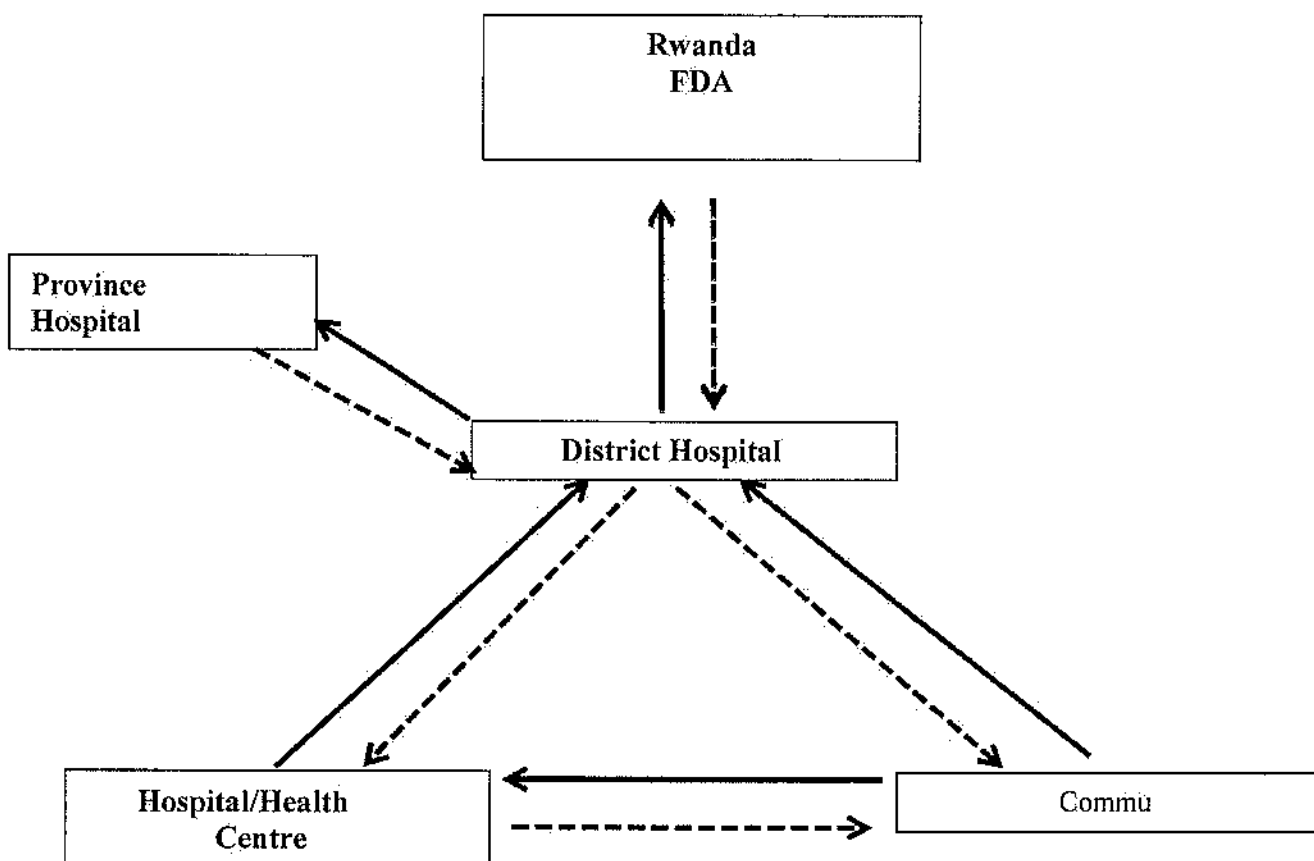 Rwanda
FDA
Province
Hospital
District Hospital
Hospital/Health
Centre
Commu